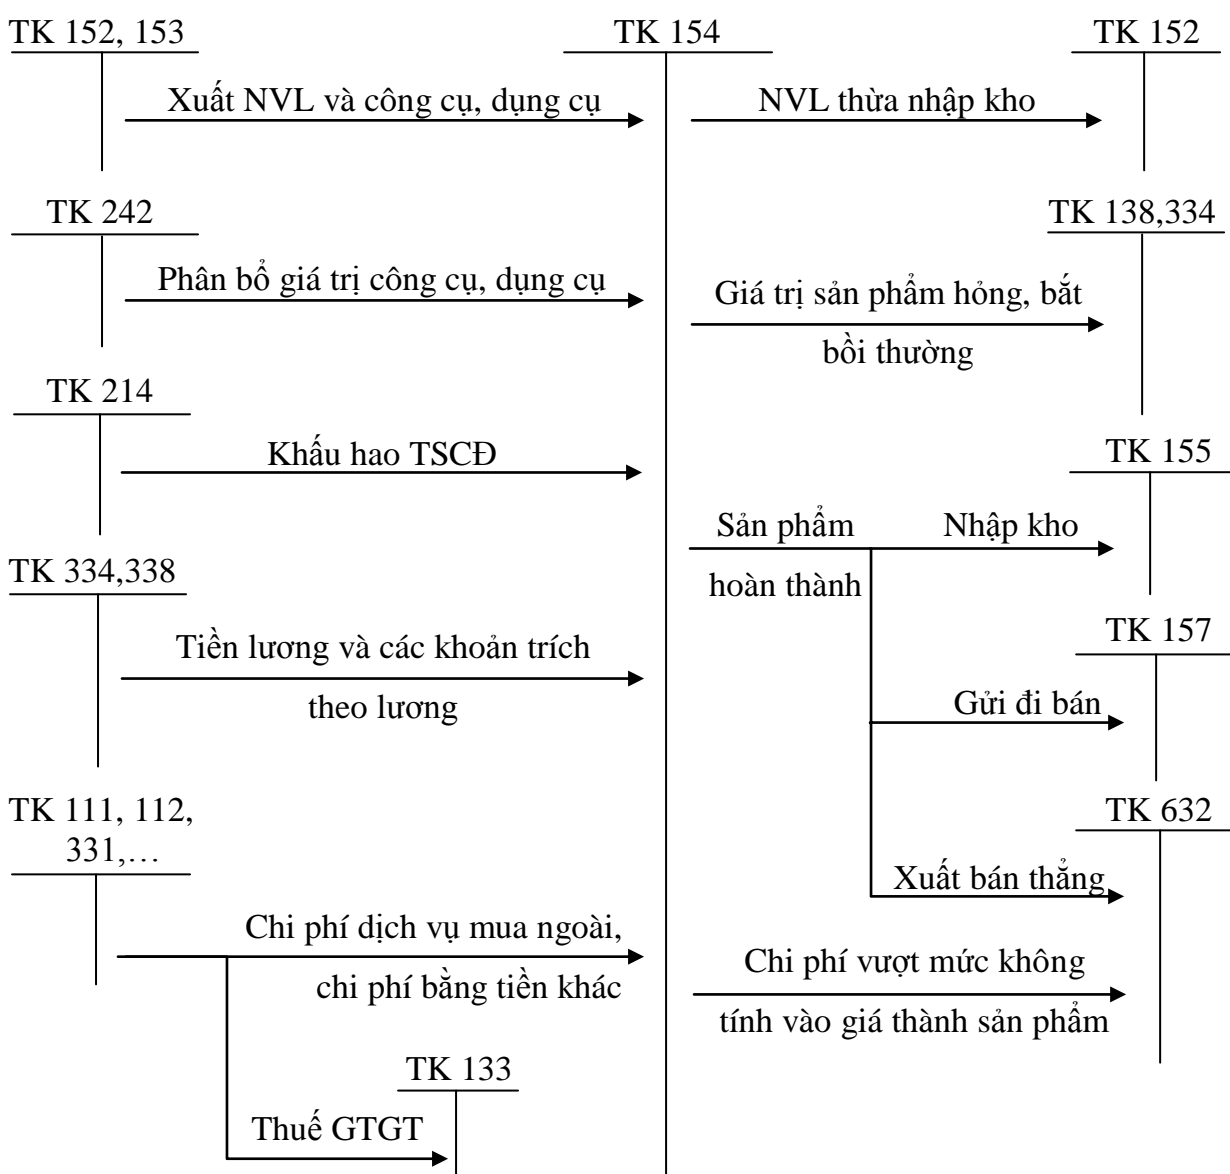 TK 152, 153
TK 154
TK 152
Xuất NVL và công cụ, dụng cụ
NVL thừa nhập kho
TK 242
TK 138,334
Phân bổ giá trị công cụ, dụng cụ
Giá trị sản phẩm hỏng, bắt
bồi thường
TK 214
Khấu hao TSCĐ
TK 155
Sản phẩm
Nhập kho
hoàn thành
TK 334,338
Tiền lương và các khoản trích
theo lương
TK 157
Gửi đi bán
TK 111, 112,
331,…
TK 632
Xuất bán thẳng
Chi phí dịch vụ mua ngoài,
chi phí bằng tiền khác
Chi phí vượt mức không
tính vào giá thành sản phẩm
TK 133
Thuế GTGT